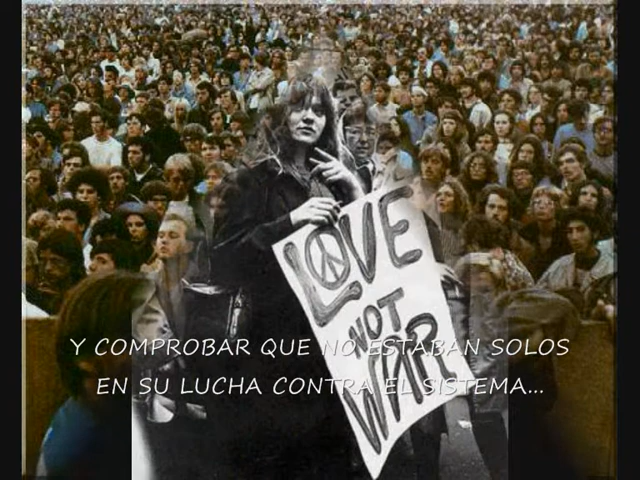 LOVE
NOT
WAR
Y COMPROBAR QUE NO ESTABAN SOLOS
EN SU LUCHA CONTRA EL SISTEMA...